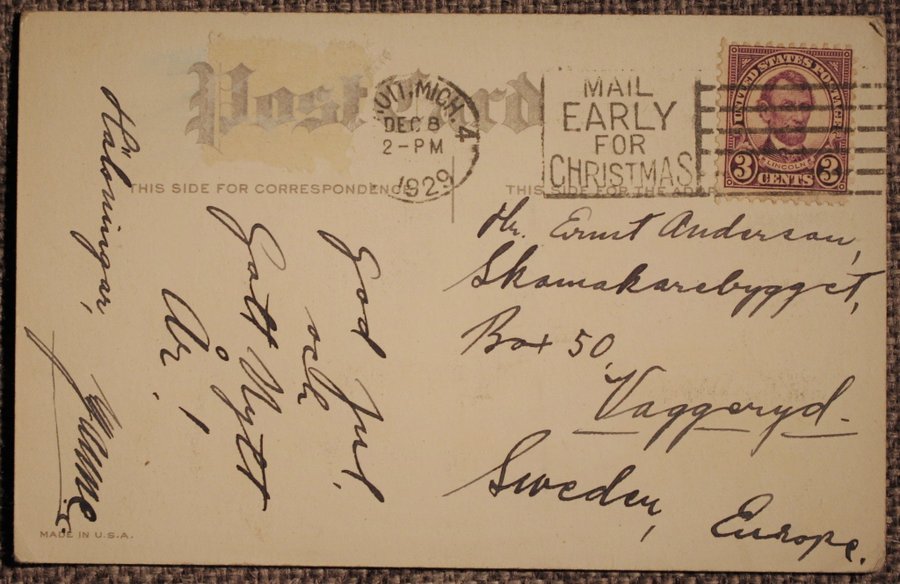 Post Card
OIT, MICH. 4
DEC 8
2-PM
1929
MAIL
EARLY
FOR
CHRISTMAS
UNITED STATES POSTAGE
LINCOLN
3 CENTS 3
THIS SIDE FOR CORRESPONDENCE
THIS SIDE FOR THE ADDR
God Jul,
och
Gott Nytt
År!
Hälsningar,
Hr. Ernst Anderson,
Skomakarebygget,
Box 50,
Vaggeryd.
Sweden,
Europe.
MADE IN U.S.A.